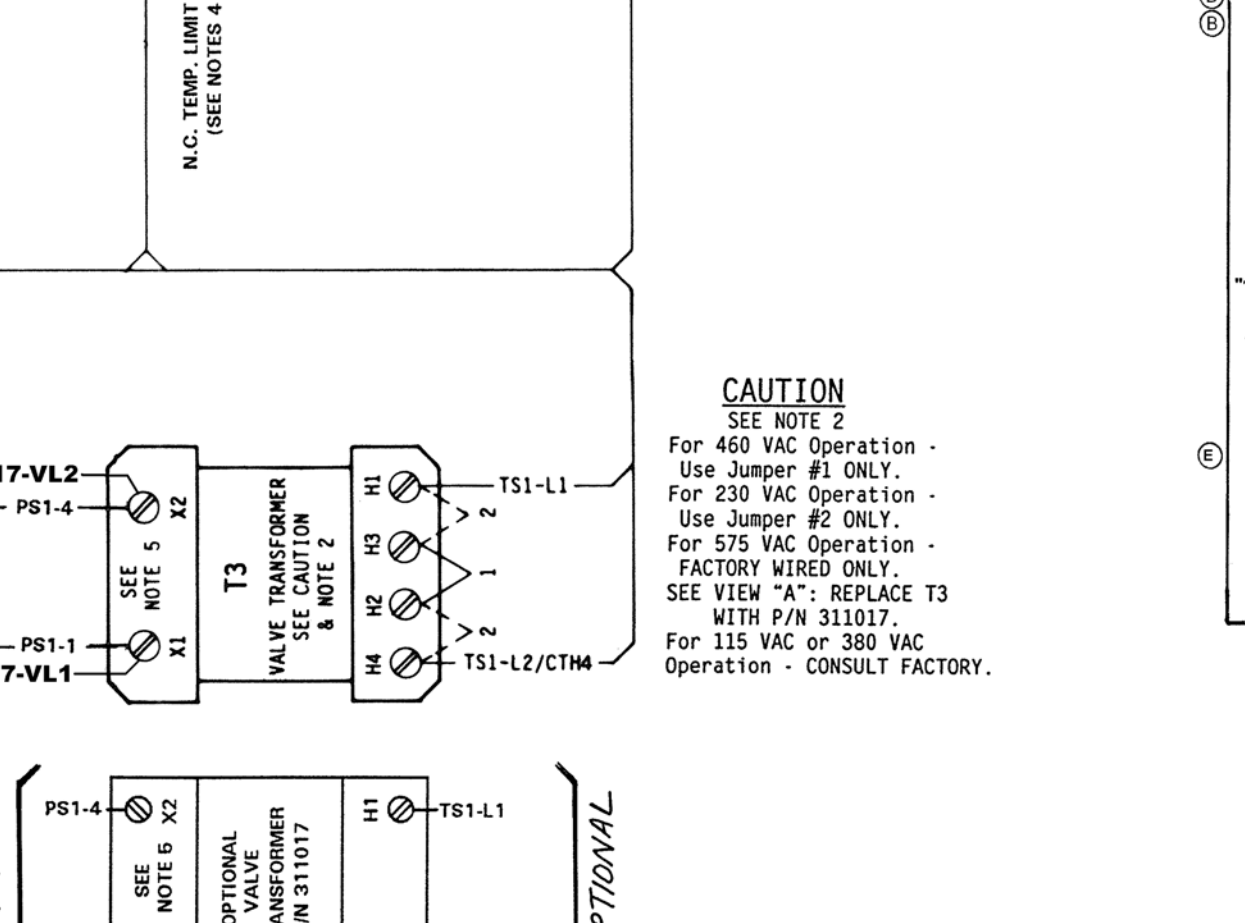 N.C. TEMP. LIMIT
(SEE NOTES 4
B
E
CAUTION
SEE NOTE 2
For 460 VAC Operation -
Use Jumper #1 ONLY.
For 230 VAC Operation -
Use Jumper #2 ONLY.
For 575 VAC Operation -
FACTORY WIRED ONLY.
SEE VIEW "A": REPLACE T3
WITH P/N 311017.
For 115 VAC or 380 VAC
Operation - CONSULT FACTORY.
17-VL2
PS1-4
X2
SEE
NOTE 5
PS1-1
7-VL1
X1
T3
VALVE TRANSFORMER
SEE CAUTION
& NOTE 2
H1
H3
H2
H4
TS1-L1
2
1
2
TS1-L2/CTH4
PS1-4
X2
SEE
NOTE 5
OPTIONAL
VALVE
ANSFORMER
/N 311017
H1
TS1-L1
PTIONAL